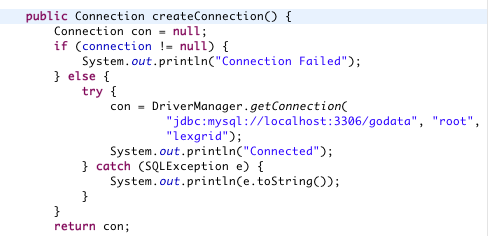 public Connection createConnection() {
    Connection con = null;
    if (connection != null) {
        System.out.println("Connection Failed");
    } else {
        try {
            con = DriverManager.getConnection(
                    "jdbc:mysql://localhost:3306/godata", "root",
                    "lexgrid");
            System.out.println("Connected");
        } catch (SQLException e) {
            System.out.println(e.toString());
        }
    }
    return con;